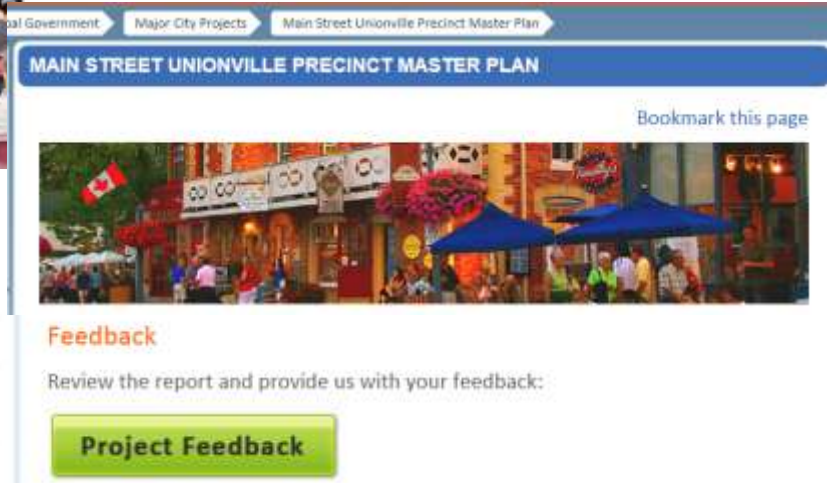 Government
Major City Projects
Main Street Unionville Precinct Master Plan
MAIN STREET UNIONVILLE PRECINCT MASTER PLAN
Bookmark this page
Feedback
Review the report and provide us with your feedback:
Project Feedback